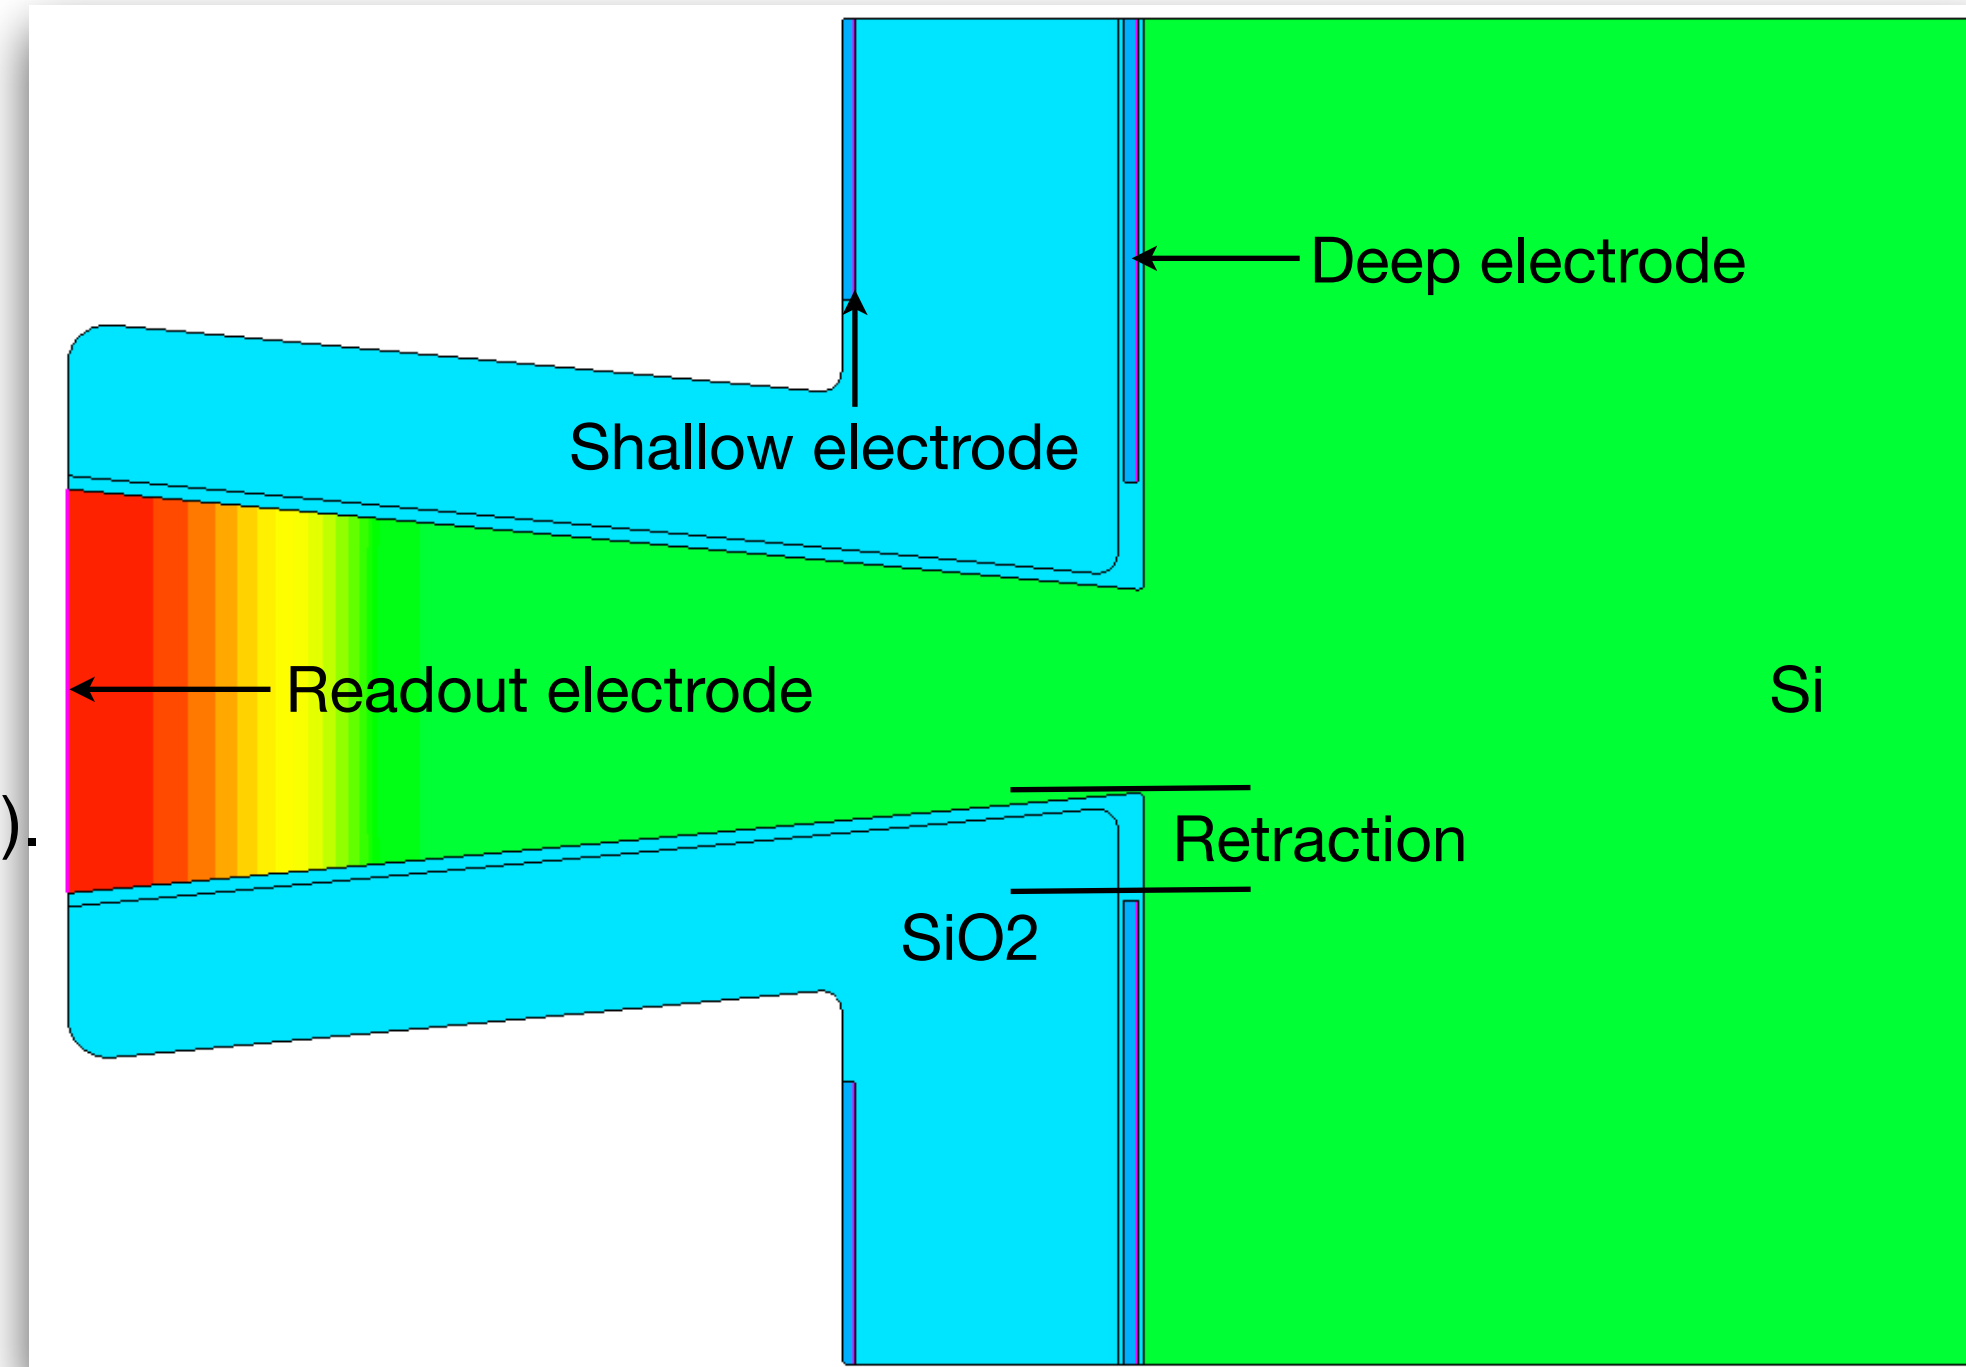 Deep electrode
Shallow electrode
Readout electrode
Si
).
Retraction
SiO2